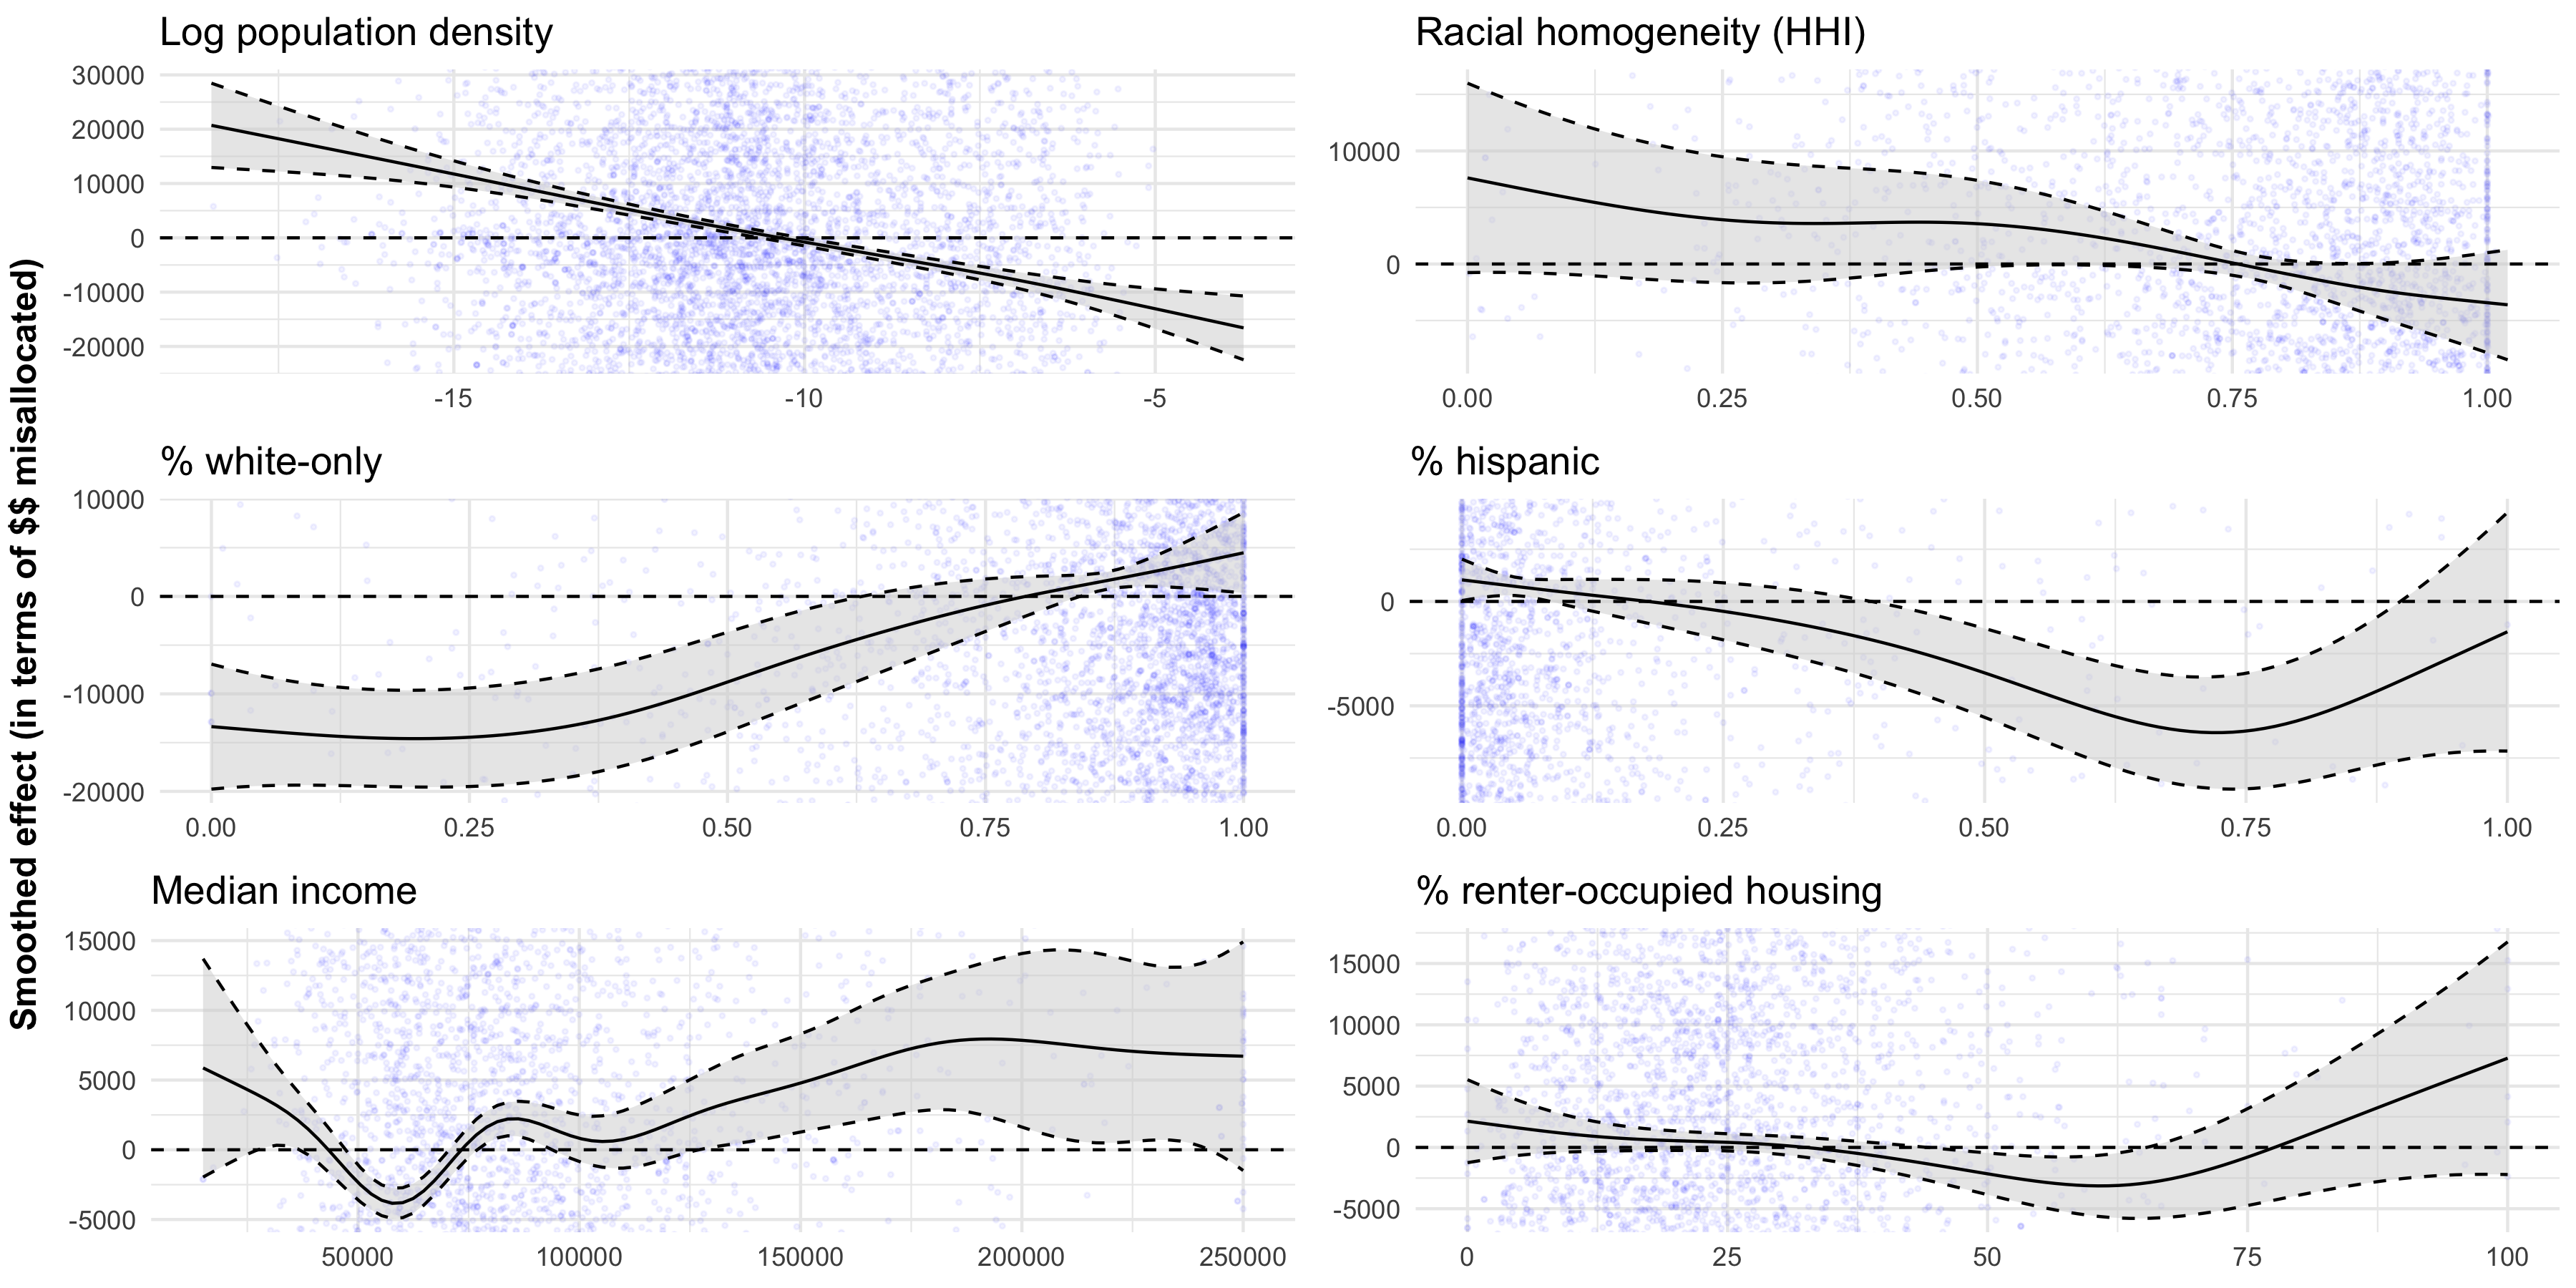 Smoothed effect (in terms of $$ misallocated)
Log population density
30000
20000
10000
0
-10000
-20000
-15 -10 -5
Racial homogeneity (HHI)
10000
0
0.00 0.25 0.50 0.75 1.00
% white-only
10000
0
-10000
-20000
0.00 0.25 0.50 0.75 1.00
% hispanic
0
-5000
0.00 0.25 0.50 0.75 1.00
Median income
15000
10000
5000
0
-5000
50000 100000 150000 200000 250000
% renter-occupied housing
15000
10000
5000
0
-5000
0 25 50 75 100